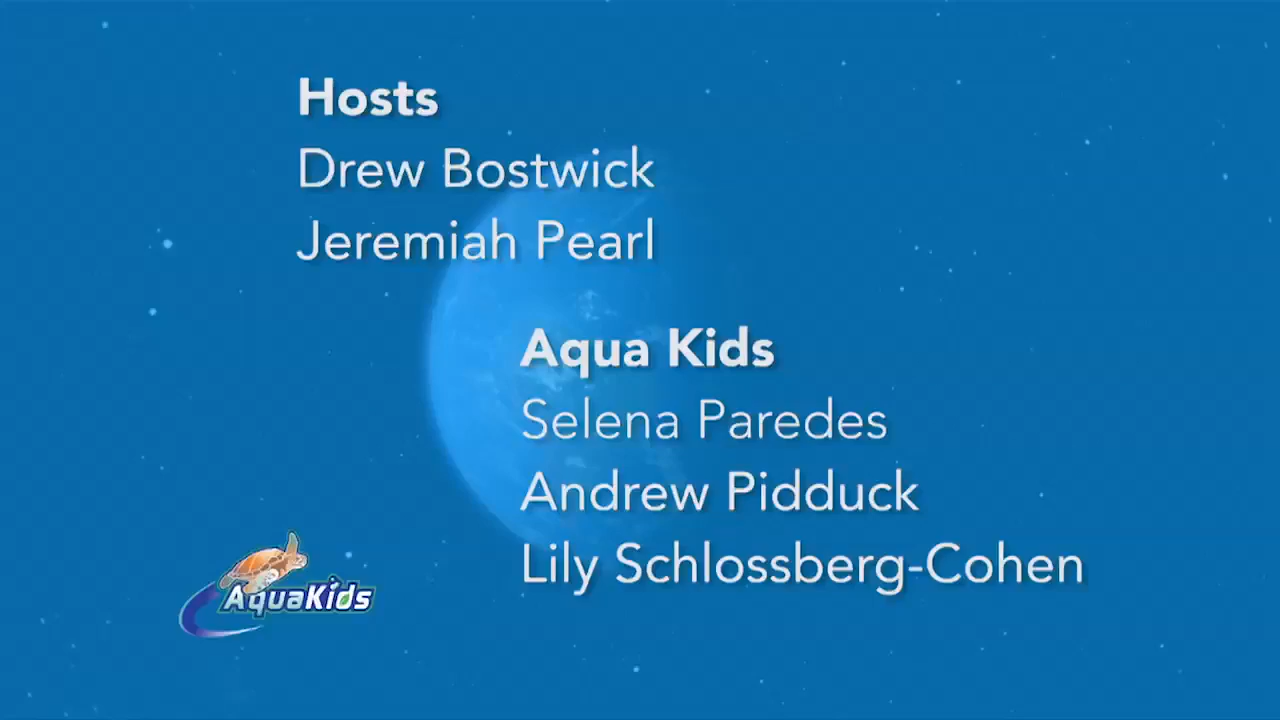 Hosts
Drew Bostwick
Jeremiah Pearl
Aqua Kids
Selena Paredes
Andrew Pidduck
Lily Schlossberg-Cohen
AquaKids